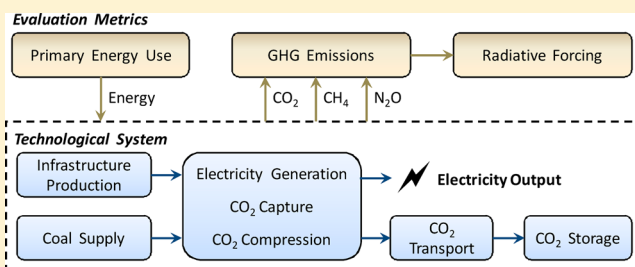 Evaluation Metrics
Primary Energy Use
GHG Emissions
Radiative Forcing
Energy
CO₂
CH₄
N₂O
Technological System
Infrastructure
Production
Electricity Generation
CO₂ Capture
CO₂ Compression
Electricity Output
Coal Supply
CO₂
Transport
CO₂ Storage